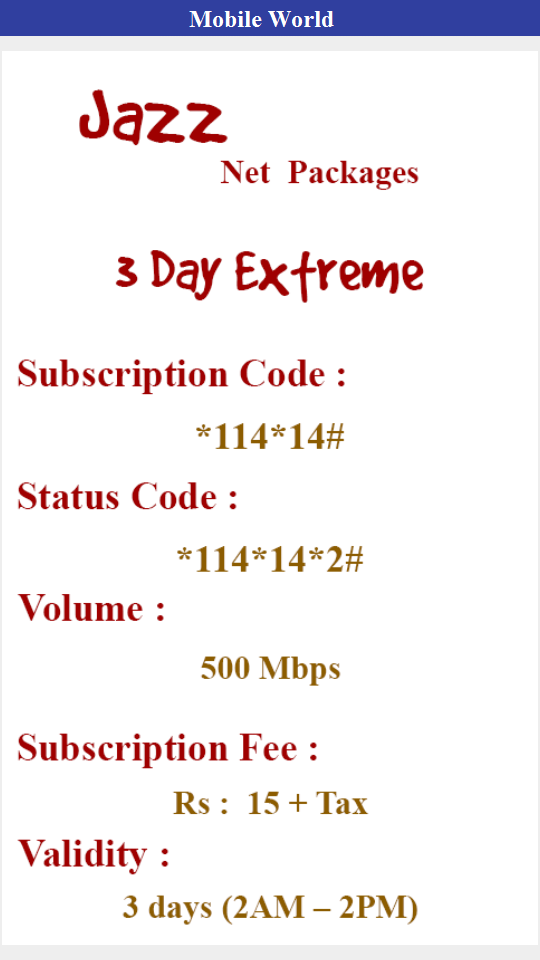 Mobile World
Jazz
Net Packages
3 Day Extreme
Subscription Code :
*114*14#
Status Code :
*114*14*2#
Volume :
500 Mbps
Subscription Fee :
Rs : 15 + Tax
Validity :
3 days (2AM – 2PM)